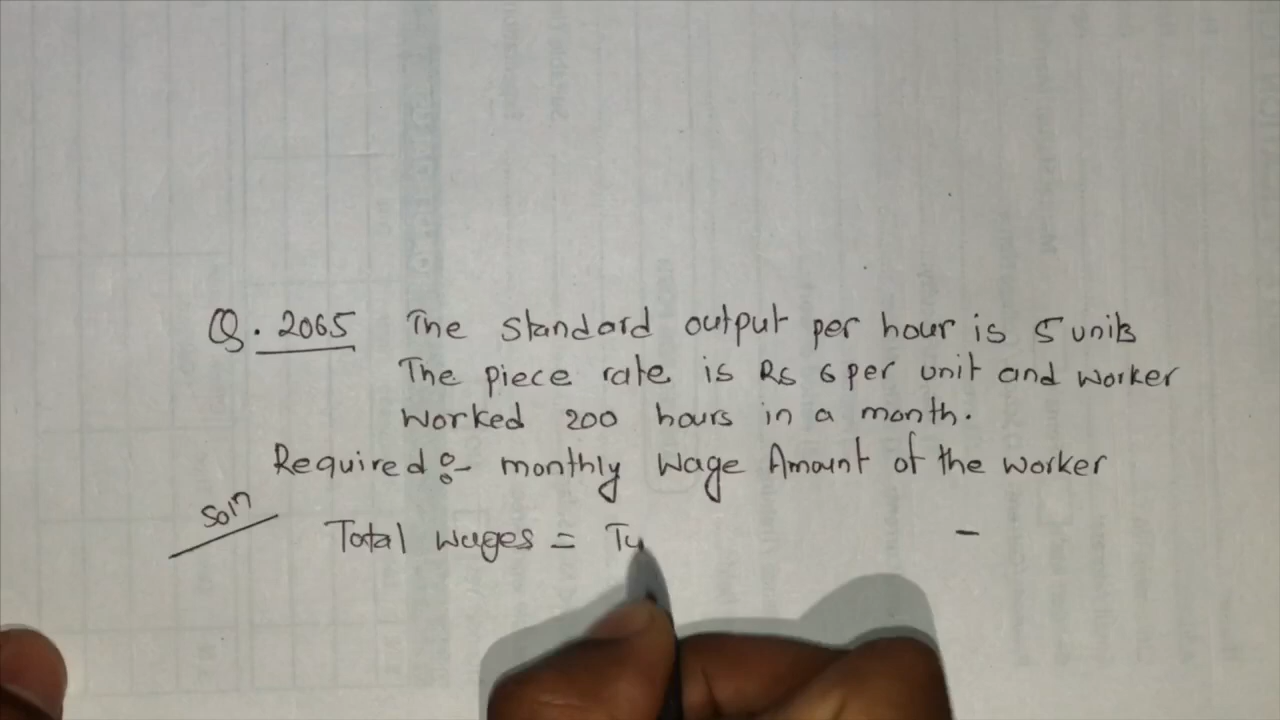 Q. 2065 The standard output per hour is 5 units
The piece rate is Rs 6 per unit and worker
worked 200 hours in a month.
Required :- monthly wage Amount of the worker
Soln
Total wages = T